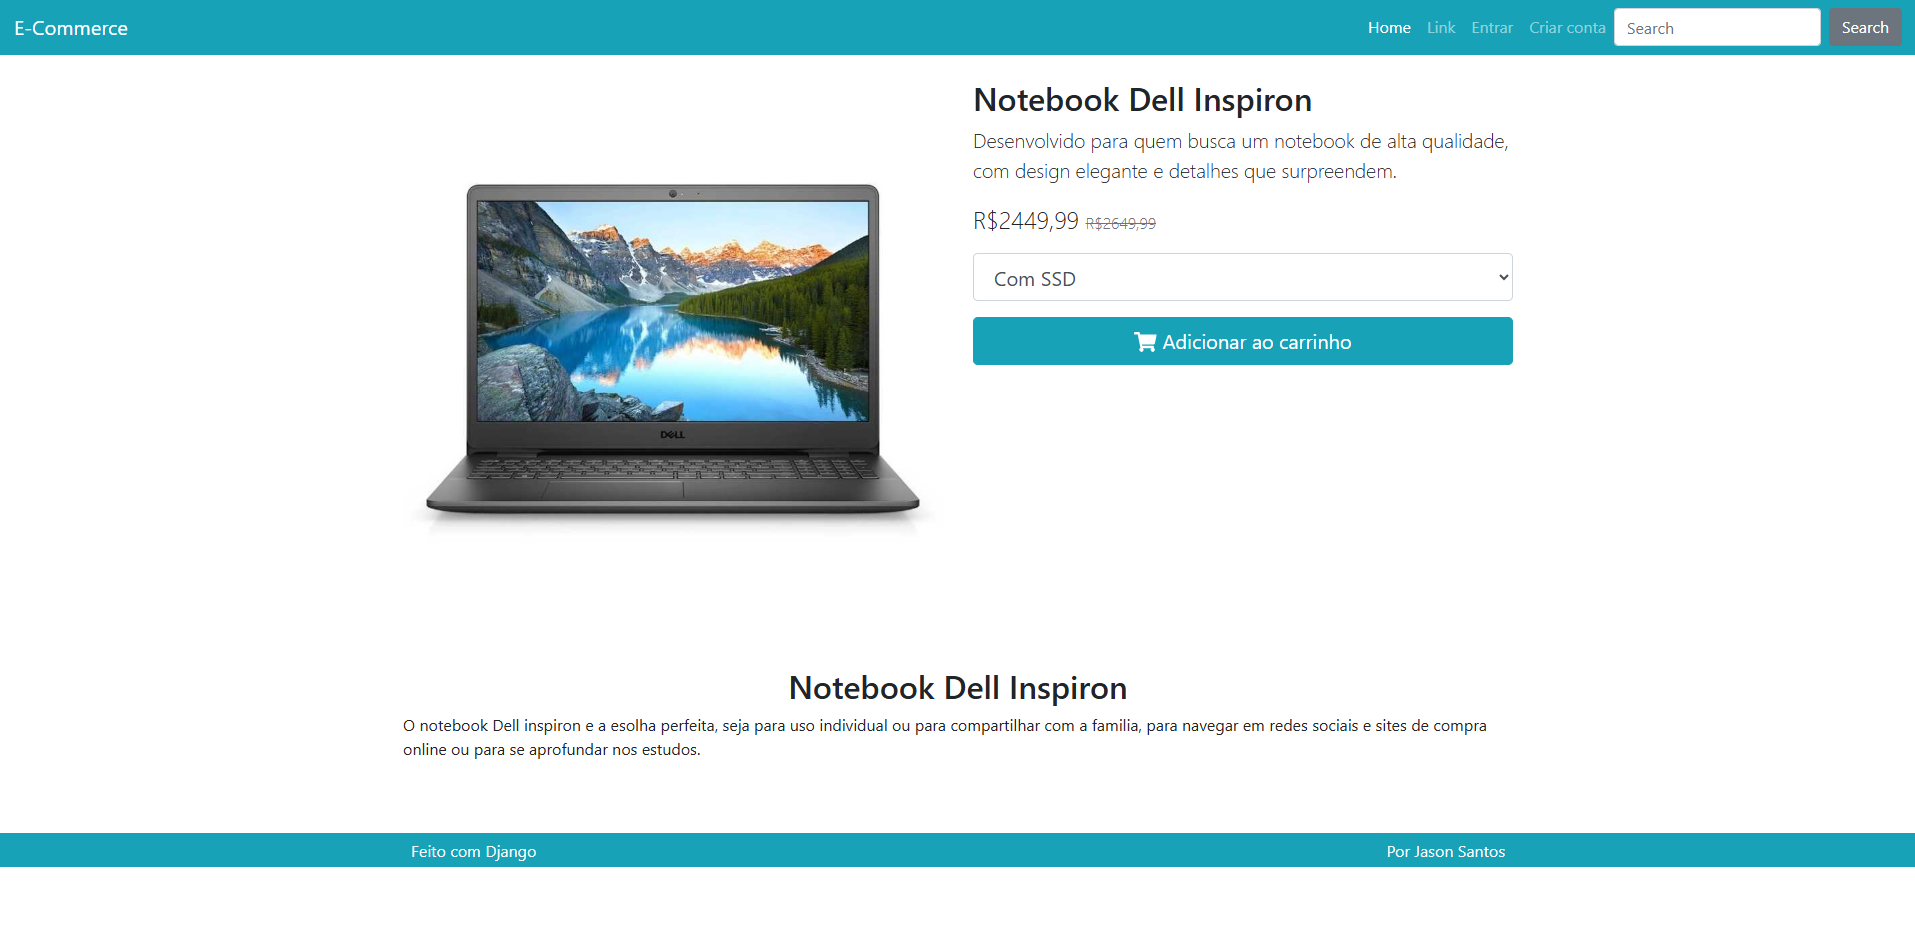 E-Commerce
Home Link Entrar Criar conta Search Search
Notebook Dell Inspiron
Desenvolvido para quem busca um notebook de alta qualidade,
com design elegante e detalhes que surpreendem.
R$2449,99 R$2649,99
Com SSD
Adicionar ao carrinho
DELL
Notebook Dell Inspiron
O notebook Dell inspiron e a esolha perfeita, seja para uso individual ou para compartilhar com a familia, para navegar em redes sociais e sites de compra
online ou para se aprofundar nos estudos.
Feito com Django
Por Jason Santos